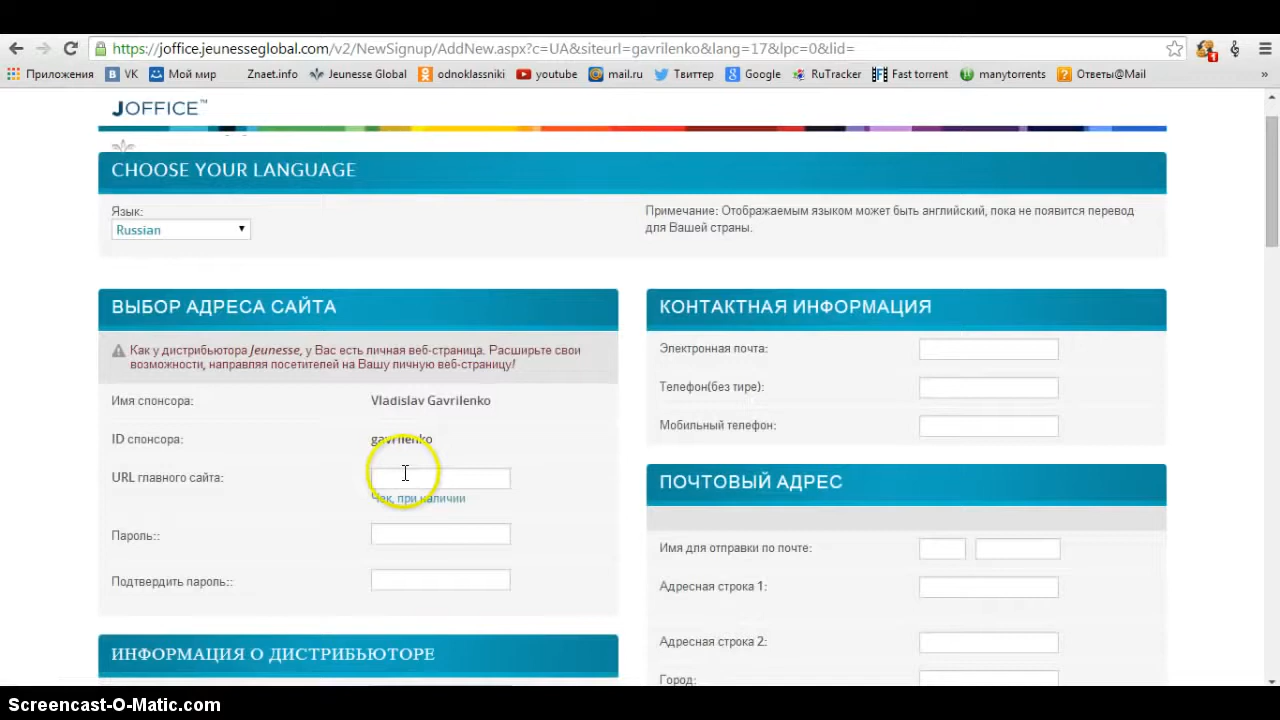 https://joffice.jeunesseglobal.com/v2/NewSignup/AddNew.aspx?c=UA&siteurl=gavrilenko&lang=17&lpc=0&lid=
Приложения VK Мой мир Znaet.info Jeunesse Global odnoklassniki youtube mail.ru Твиттер Google RuTracker Fast torrent manytorrents Ответы@Mail »
JOFFICE™
CHOOSE YOUR LANGUAGE
Язык:
Russian
Примечание: Отображаемым языком может быть английский, пока не появится перевод
для Вашей страны.
ВЫБОР АДРЕСА САЙТА
Как у дистрибьютора Jeunesse, у Вас есть личная веб-страница. Расширьте свои
возможности, направляя посетителей на Вашу личную веб-страницу!
Имя спонсора: Vladislav Gavrilenko
ID спонсора: gavrilenko
URL главного сайта:
Чек, при наличии
Пароль::
Подтвердить пароль::
ИНФОРМАЦИЯ О ДИСТРИБЬЮТОРЕ
КОНТАКТНАЯ ИНФОРМАЦИЯ
Электронная почта:
Телефон(без тире):
Мобильный телефон:
ПОЧТОВЫЙ АДРЕС
Имя для отправки по почте:
Адресная строка 1:
Адресная строка 2:
Город:
Screencast-O-Matic.com